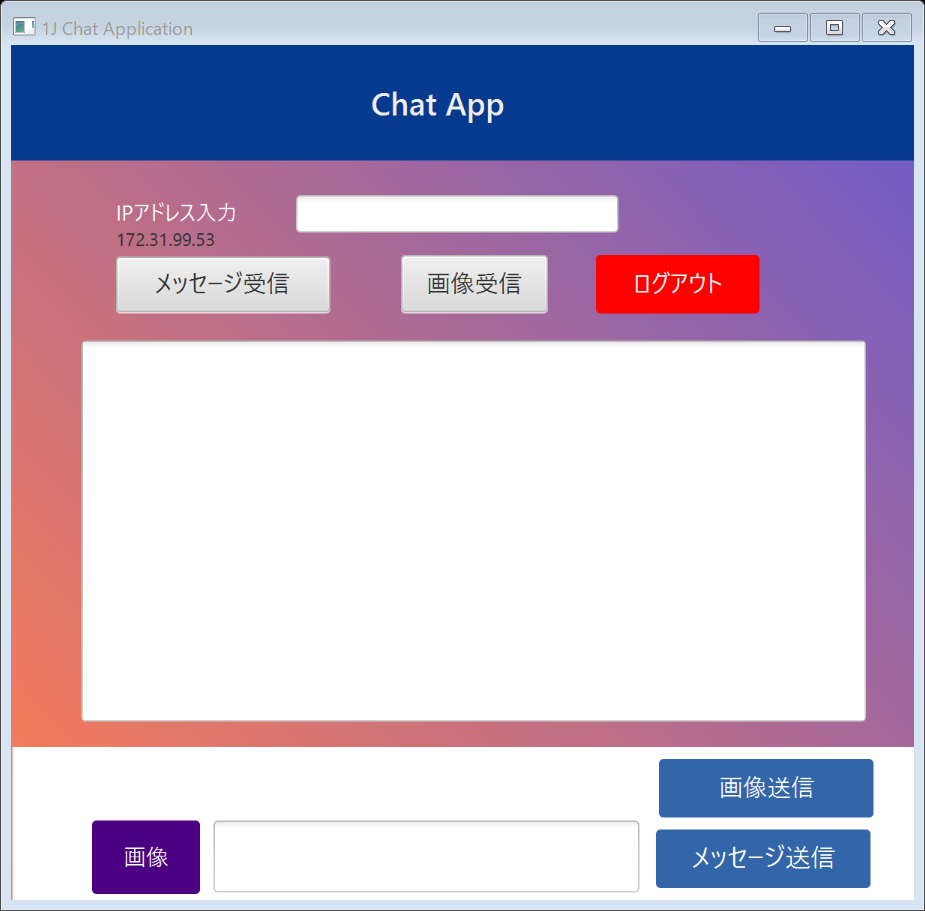 1J Chat Application
Chat App
IPアドレス入力
172.31.99.53
メッセージ受信
画像受信
ログアウト
画像送信
画像
メッセージ送信